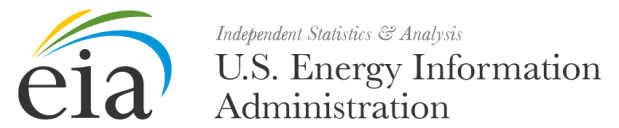 eia
Independent Statistics & Analysis
U.S. Energy Information
Administration